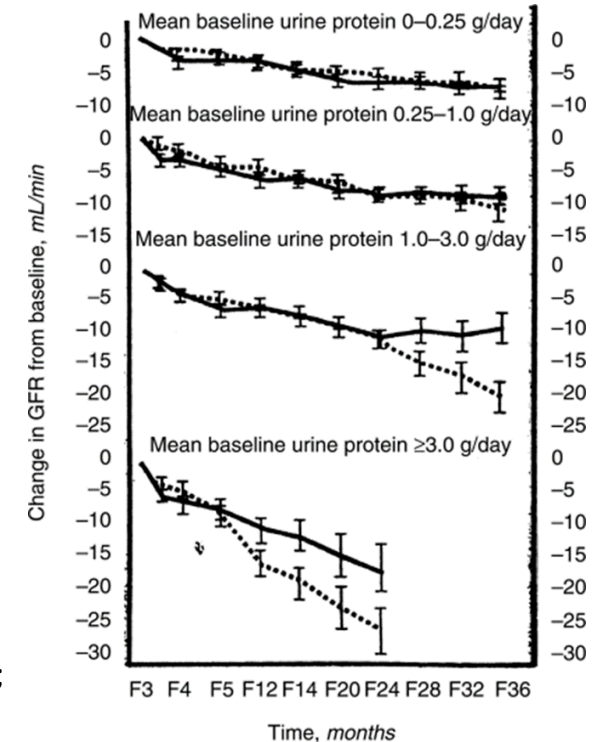 Mean baseline urine protein 0–0.25 g/day
0 0
–5 –5
–10 –10
Mean baseline urine protein 0.25–1.0 g/day
0 0
–5 –5
–10 –10
–15 –15
Mean baseline urine protein 1.0–3.0 g/day
0 0
–5 –5
–10 –10
–15 –15
–20 –20
–25 –25
Mean baseline urine protein ≥3.0 g/day
0 0
–5 –5
–10 –10
–15 –15
–20 –20
–25 –25
–30 –30
Change in GFR from baseline, mL/min
F3 F4 F5 F12 F14 F20 F24 F28 F32 F36
Time, months